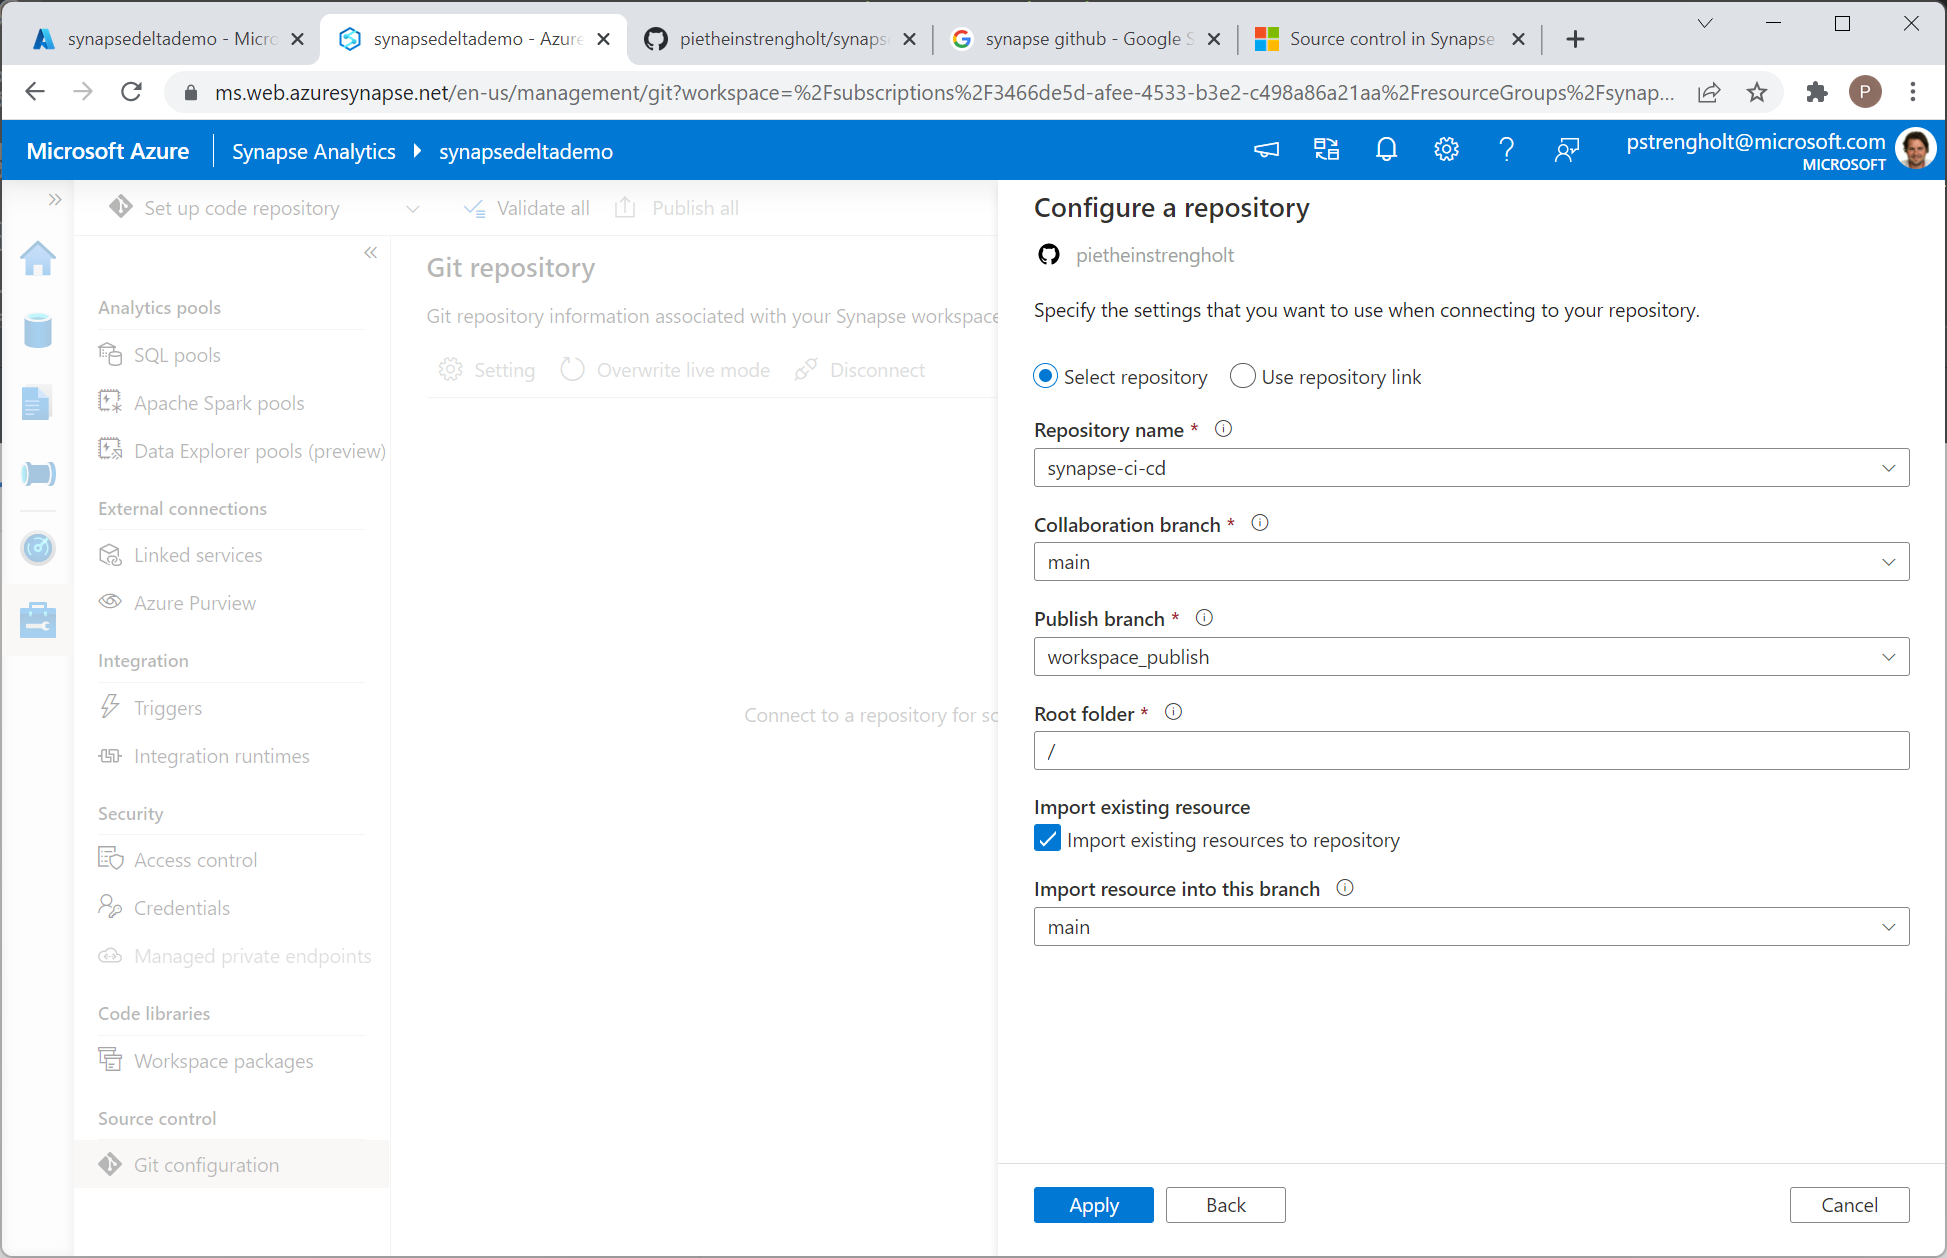 synapsedeltademo - Micro
synapsedeltademo - Azure
pietheinstrengholt/synaps
synapse github - Google S
Source control in Synapse
ms.web.azuresynapse.net/en-us/management/git?workspace=%2Fsubscriptions%2F3466de5d-afee-4533-b3e2-c498a86a21aa%2FresourceGroups%2Fsynap...
P
Microsoft Azure
Synapse Analytics
synapsedeltademo
pstrengholt@microsoft.com
MICROSOFT
Set up code repository
Validate all
Publish all
Analytics pools
SQL pools
Apache Spark pools
Data Explorer pools (preview)
External connections
Linked services
Azure Purview
Integration
Triggers
Integration runtimes
Security
Access control
Credentials
Managed private endpoints
Code libraries
Workspace packages
Source control
Git configuration
Git repository
Git repository information associated with your Synapse workspace
Setting
Overwrite live mode
Disconnect
Connect to a repository for sc
Configure a repository
pietheinstrengholt
Specify the settings that you want to use when connecting to your repository.
Select repository
Use repository link
Repository name *
synapse-ci-cd
Collaboration branch *
main
Publish branch *
workspace_publish
Root folder *
/
Import existing resource
Import existing resources to repository
Import resource into this branch
main
Apply
Back
Cancel